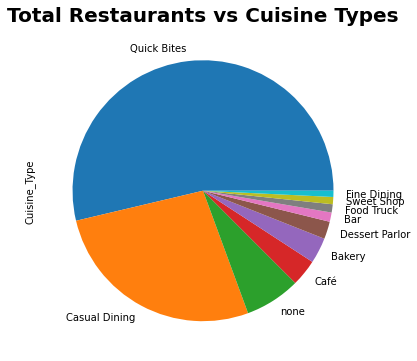 Total Restaurants vs Cuisine Types
Quick Bites
Cuisine_Type
Fine Dining
Sweet Shop
Food Truck
Bar
Dessert Parlor
Bakery
Café
none
Casual Dining